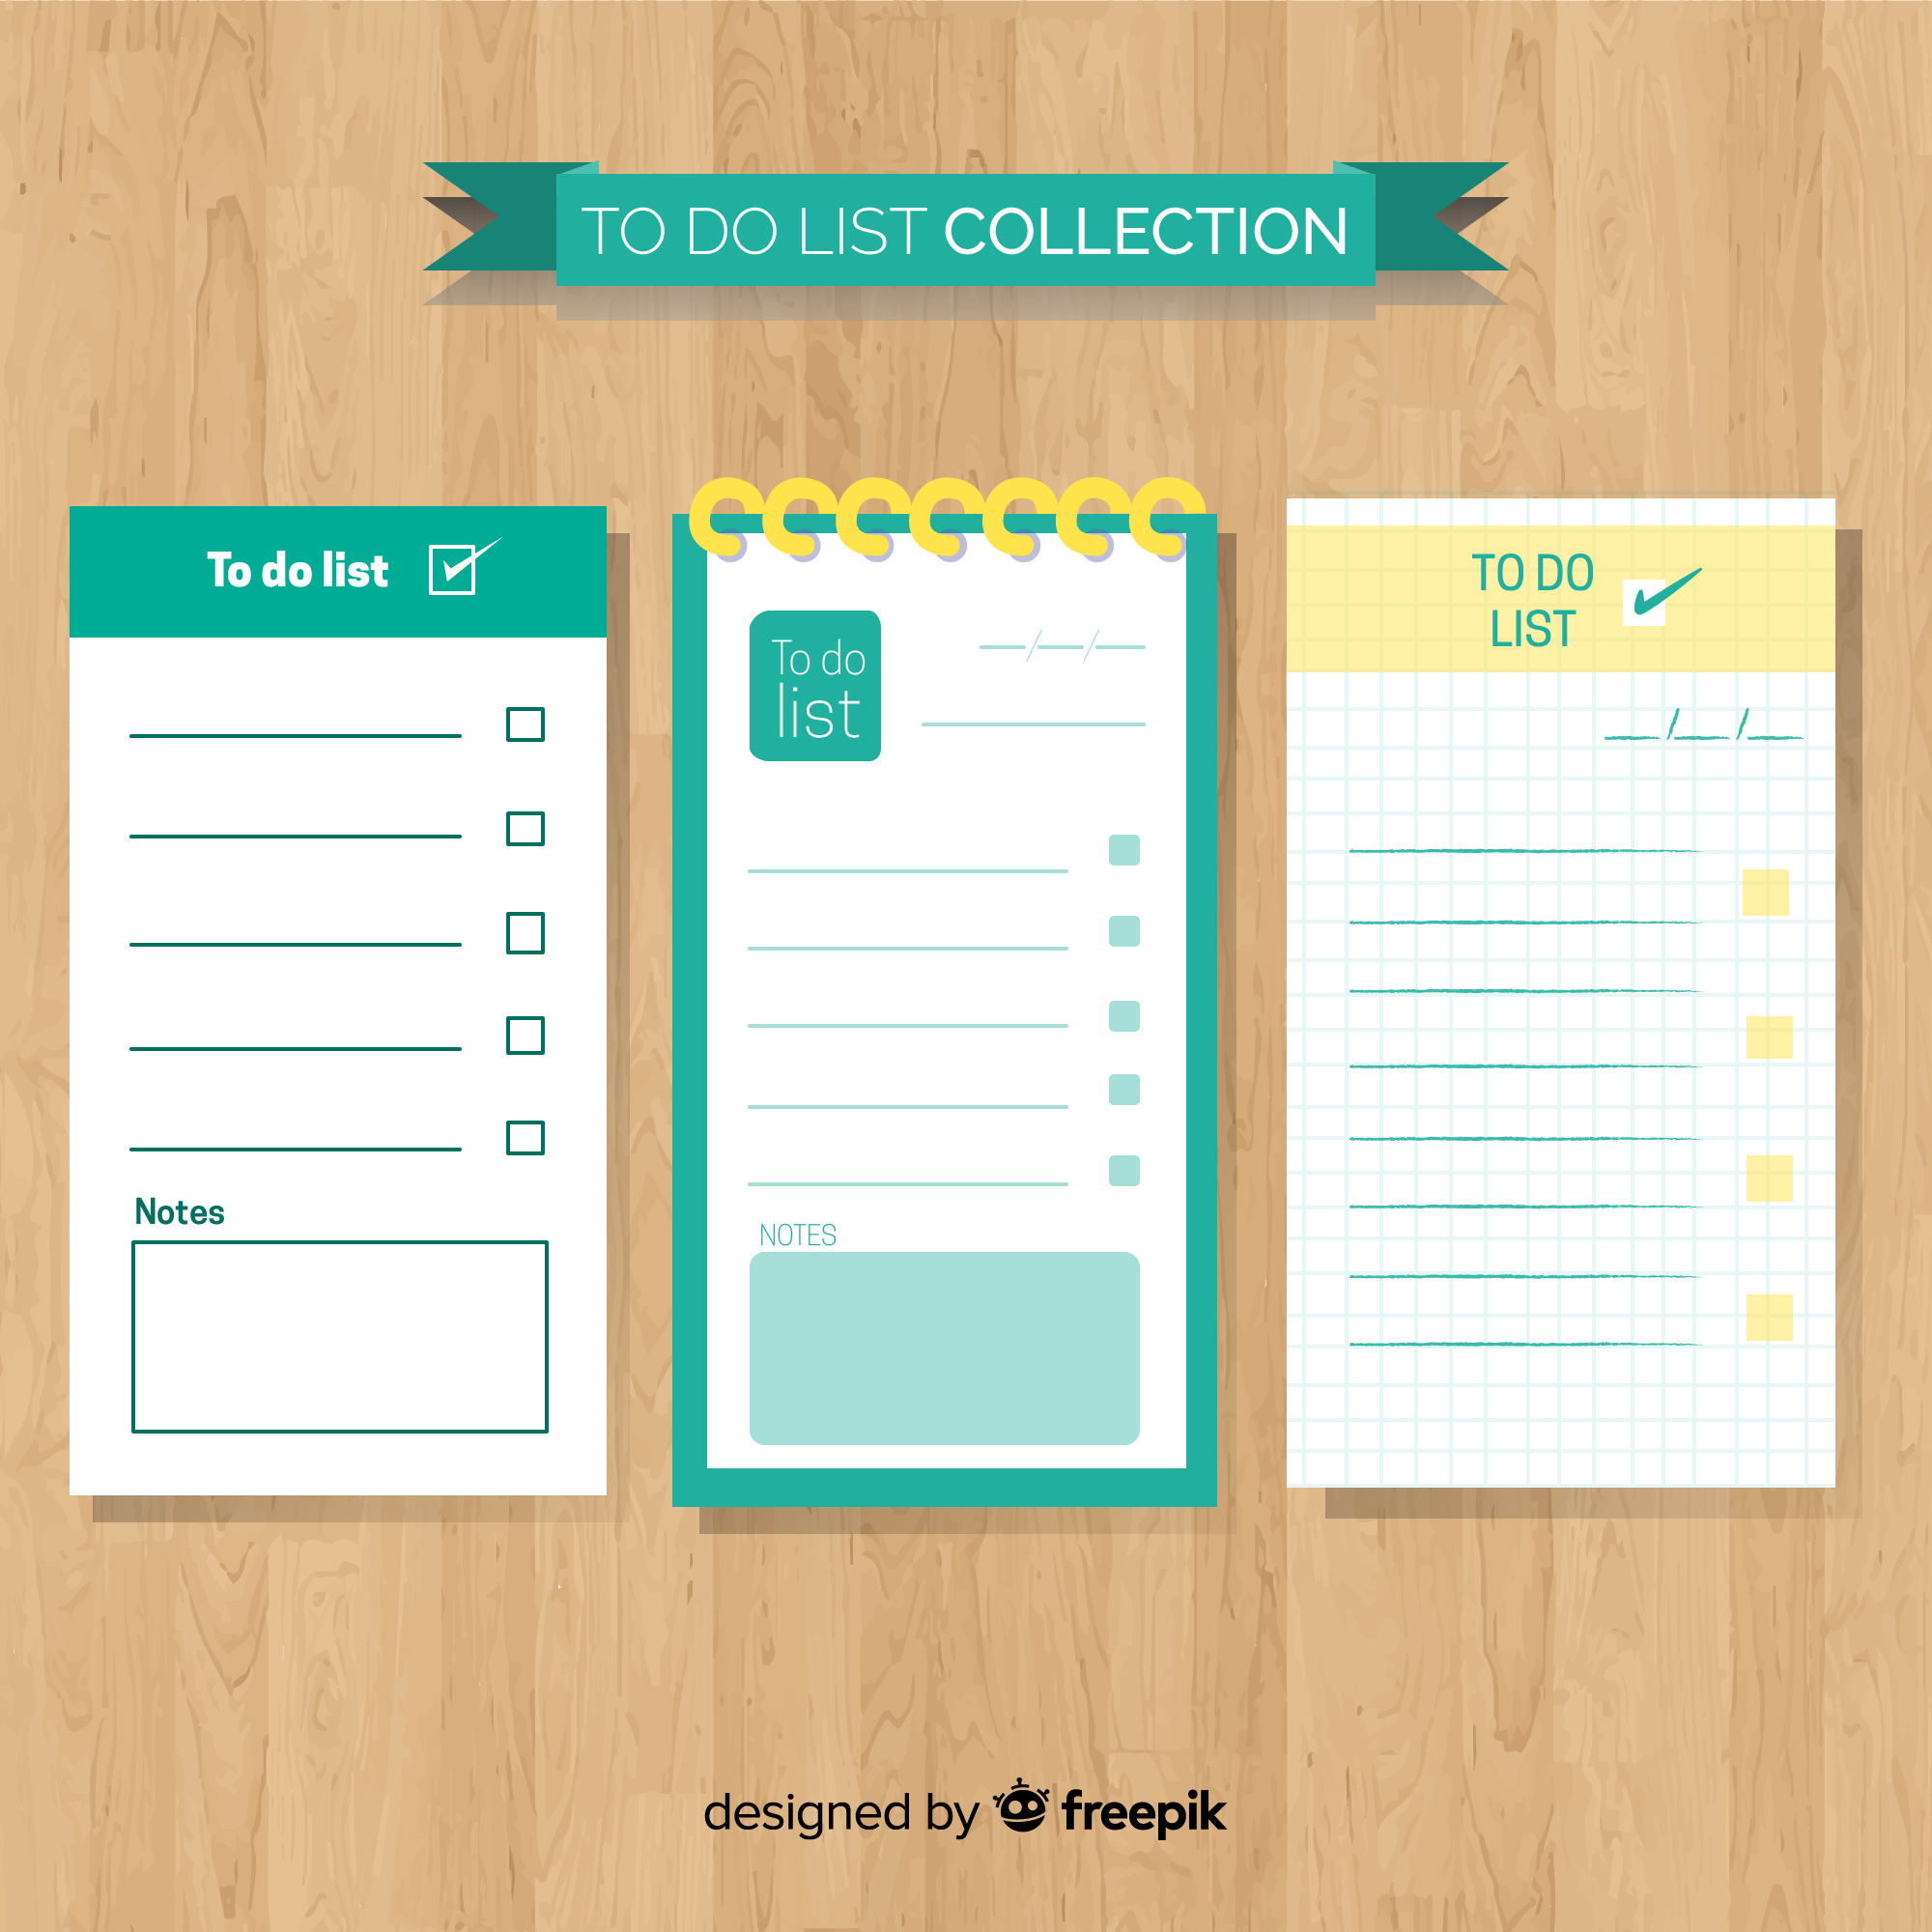 TO DO LIST COLLECTION
To do list
Notes
To do
list
NOTES
TO DO
LIST
designed by freepik